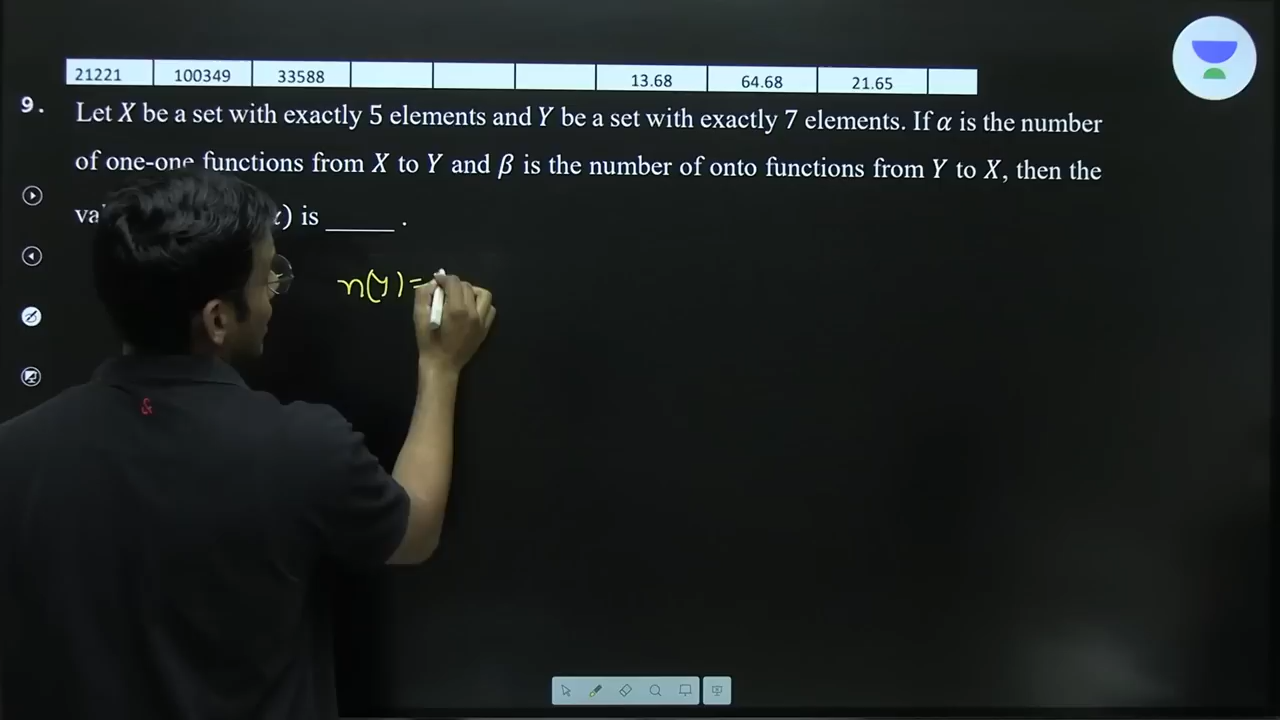 21221 100349 33588 13.68 64.68 21.65
9. Let X be a set with exactly 5 elements and Y be a set with exactly 7 elements. If α is the number
of one-one functions from X to Y and β is the number of onto functions from Y to X, then the
) is _____ .
n(y) =